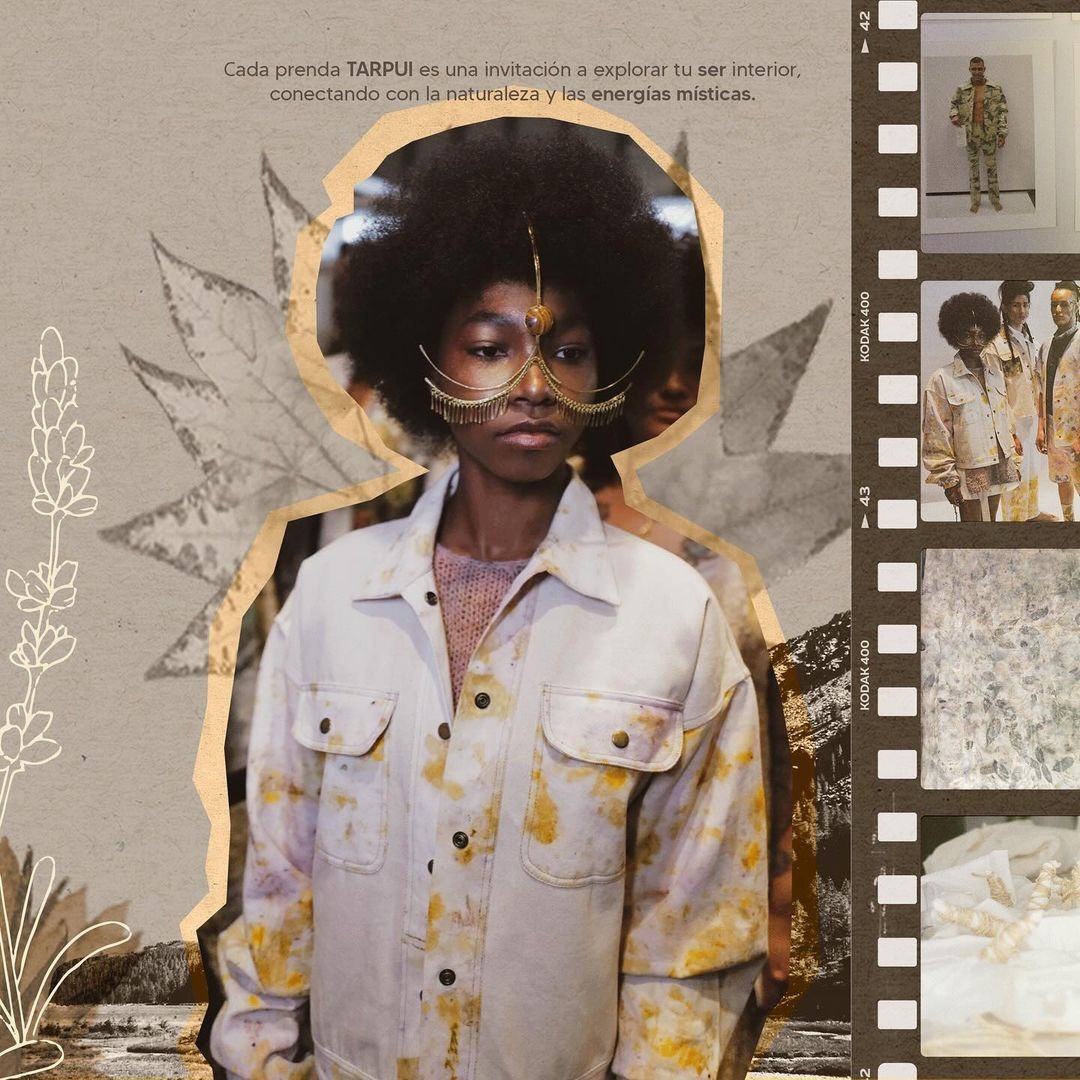 Cada prenda TARPUI es una invitación a explorar tu ser interior,
conectando con la naturaleza y las energías místicas.
42
KODAK 400
43
KODAK 400